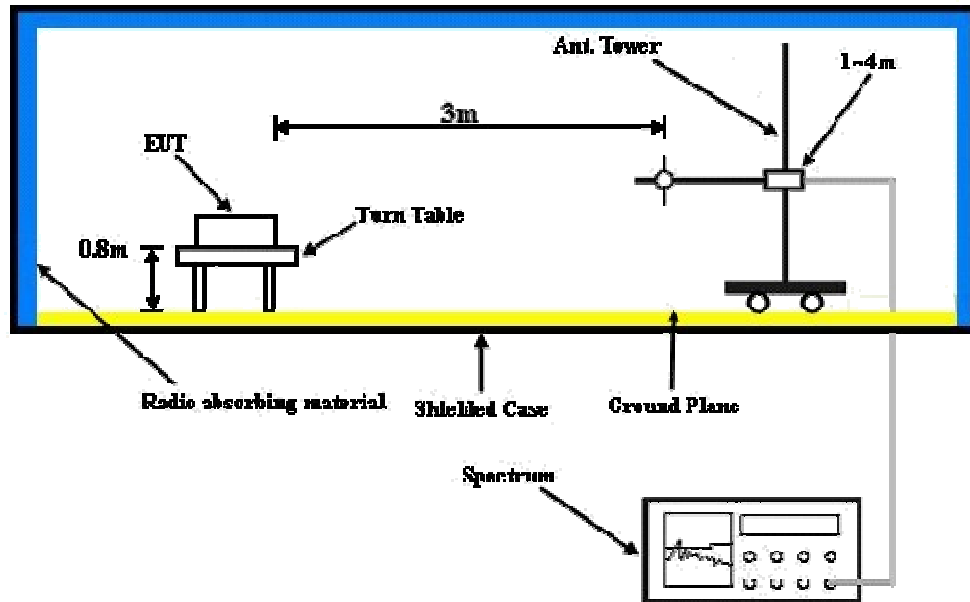 Ant. Tower
1~4m
3m
EUT
Turn Table
0.8m
Radio absorbing material
Shielded Case
Ground Plane
Spectrum